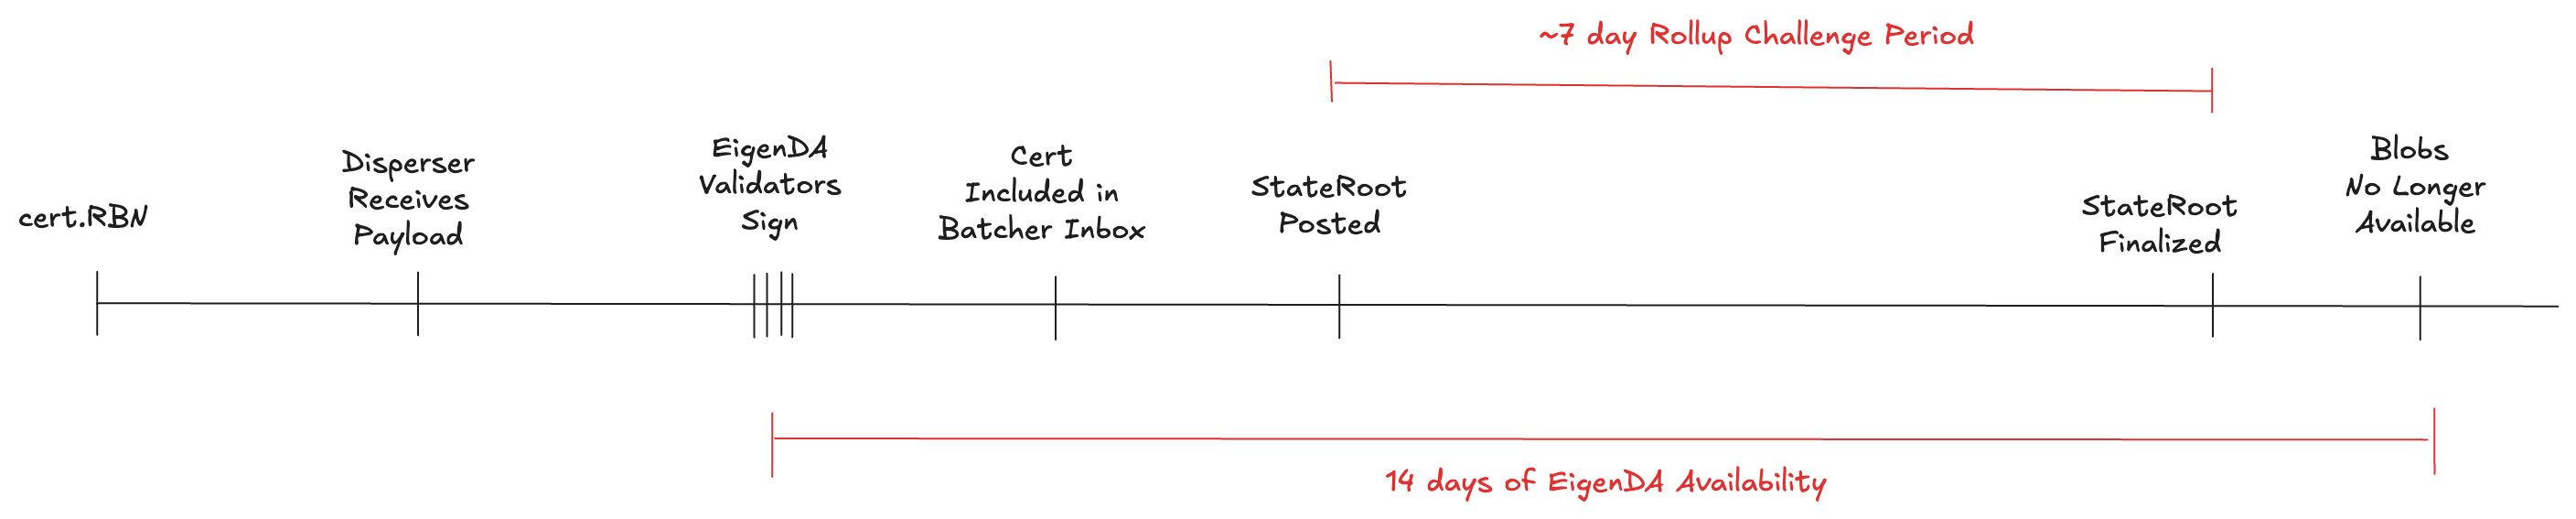 ~7 day Rollup Challenge Period
cert.RBN
Disperser
Receives
Payload
EigenDA
Validators
Sign
Cert
Included in
Batcher Inbox
StateRoot
Posted
StateRoot
Finalized
Blobs
No Longer
Available
14 days of EigenDA Availability